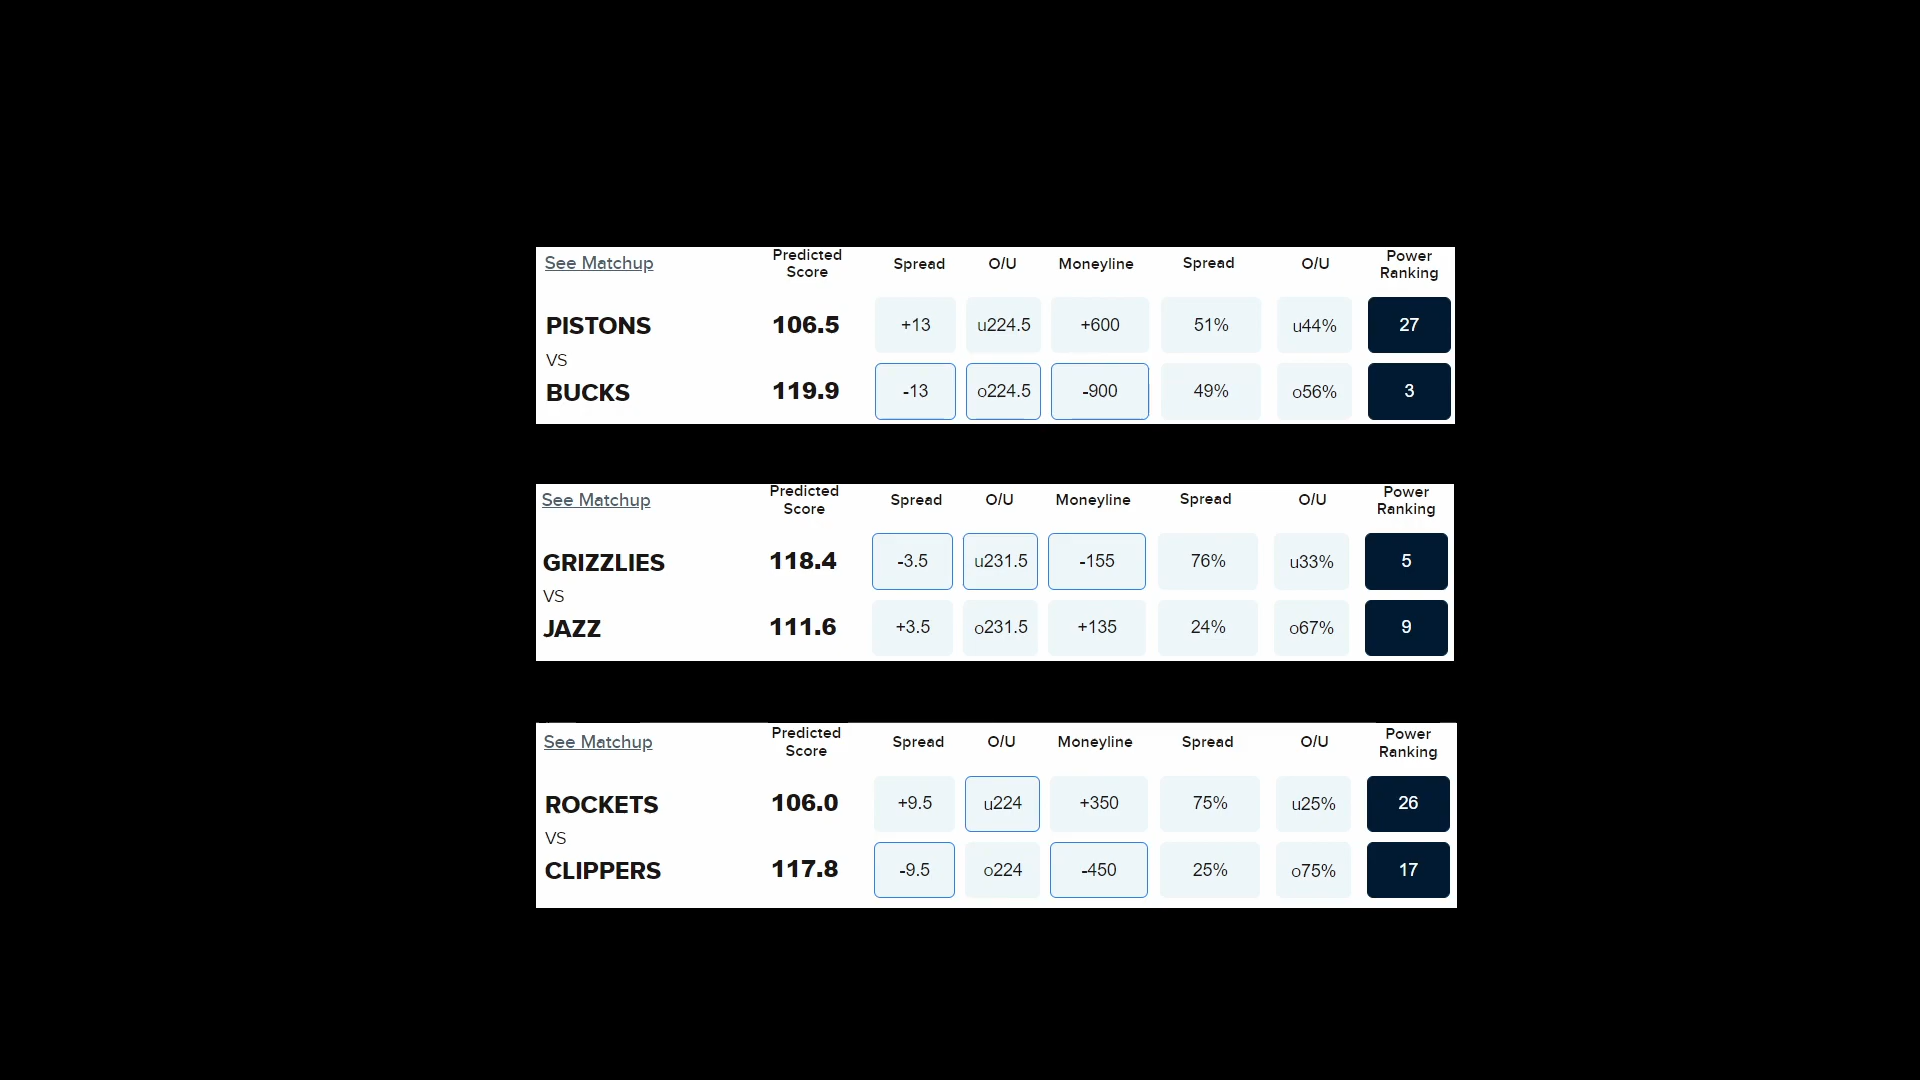 See Matchup Predicted Score Spread O/U Moneyline Spread O/U Power Ranking
PISTONS 106.5 +13 u224.5 +600 51% u44% 27
VS
BUCKS 119.9 -13 o224.5 -900 49% o56% 3
See Matchup Predicted Score Spread O/U Moneyline Spread O/U Power Ranking
GRIZZLIES 118.4 -3.5 u231.5 -155 76% u33% 5
VS
JAZZ 111.6 +3.5 o231.5 +135 24% o67% 9
See Matchup Predicted Score Spread O/U Moneyline Spread O/U Power Ranking
ROCKETS 106.0 +9.5 u224 +350 75% u25% 26
VS
CLIPPERS 117.8 -9.5 o224 -450 25% o75% 17